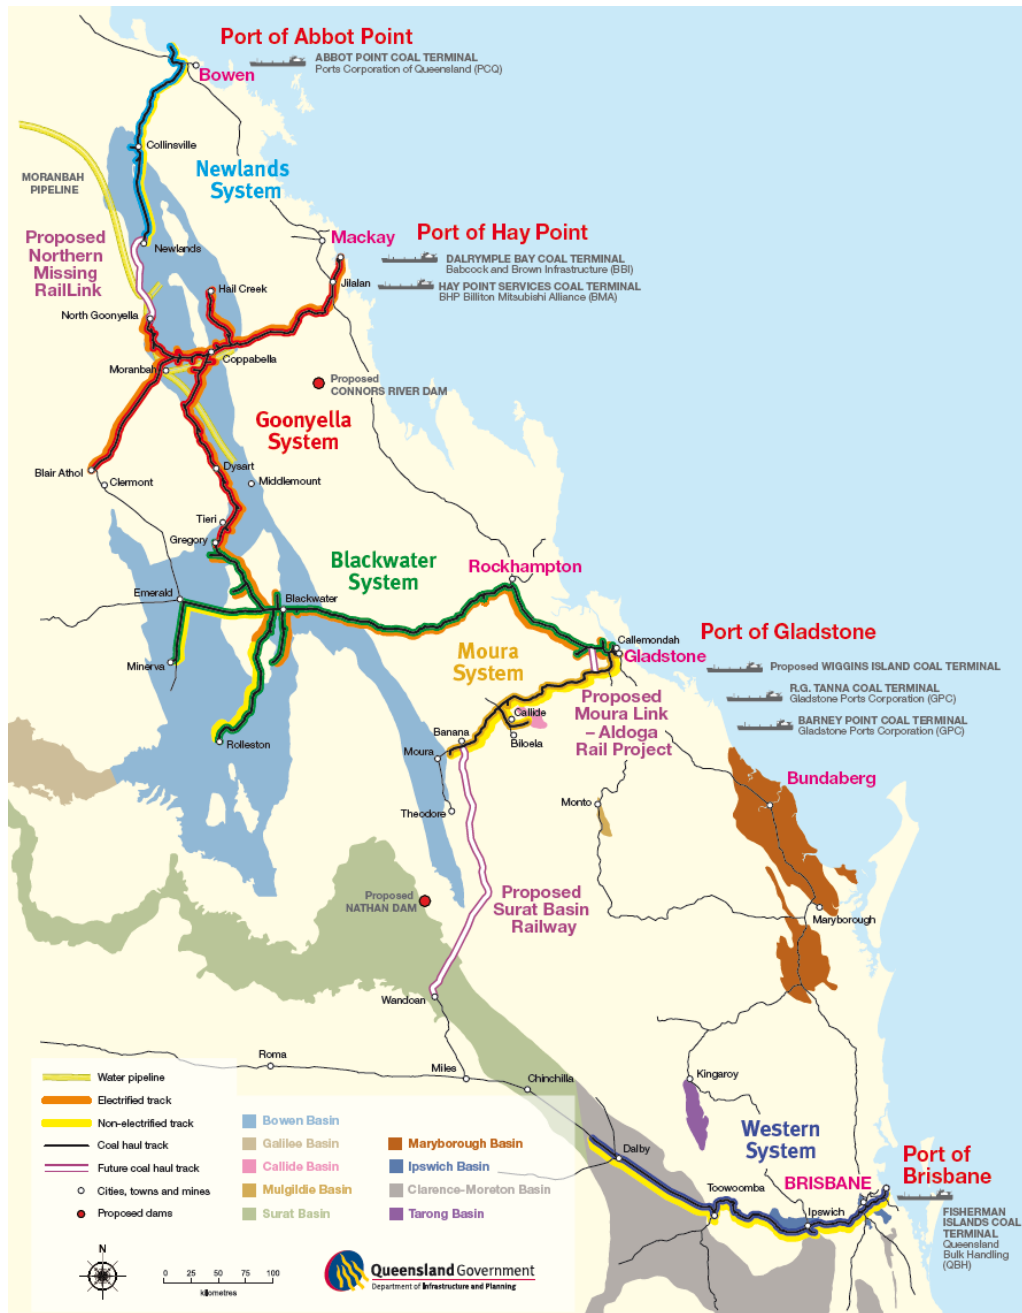 Port of Abbot Point
ABBOT POINT COAL TERMINAL
Ports Corporation of Queensland (PCQ)
Bowen
Collinsville
Newlands
System
MORANBAH
PIPELINE
Proposed
Northern
Missing
RailLink
Newlands
Mackay
Port of Hay Point
DALRYMPLE BAY COAL TERMINAL
Babcock and Brown Infrastructure (BBI)
HAY POINT SERVICES COAL TERMINAL
BHP Billiton Mitsubishi Alliance (BMA)
Jilalan
Hail Creek
North Goonyella
Coppabella
Moranbah
Proposed
CONNORS RIVER DAM
Goonyella
System
Blair Athol
Clermont
Dysart
Middlemount
Tieri
Gregory
Blackwater
System
Rockhampton
Emerald
Blackwater
Minerva
Rolleston
Callemondah
Gladstone
Port of Gladstone
Proposed WIGGINS ISLAND COAL TERMINAL
R.G. TANNA COAL TERMINAL
Gladstone Ports Corporation (GPC)
BARNEY POINT COAL TERMINAL
Gladstone Ports Corporation (GPC)
Moura
System
Proposed
Moura Link
– Aldoga
Rail Project
Callide
Biloela
Banana
Moura
Theodore
Monto
Bundaberg
Maryborough
Proposed
NATHAN DAM
Proposed
Surat Basin
Railway
Wandoan
Roma
Miles
Chinchilla
Kingaroy
Dalby
Toowoomba
Ipswich
Western
System
BRISBANE
Port of
Brisbane
FISHERMAN
ISLANDS COAL
TERMINAL
Queensland
Bulk Handling
(QBH)
Water pipeline
Electrified track
Non-electrified track
Coal haul track
Future coal haul track
Cities, towns and mines
Proposed dams
Bowen Basin
Galilee Basin
Callide Basin
Mulgildie Basin
Surat Basin
Maryborough Basin
Ipswich Basin
Clarence-Moreton Basin
Tarong Basin
N
0 25 50 75 100
kilometres
Queensland Government
Department of Infrastructure and Planning